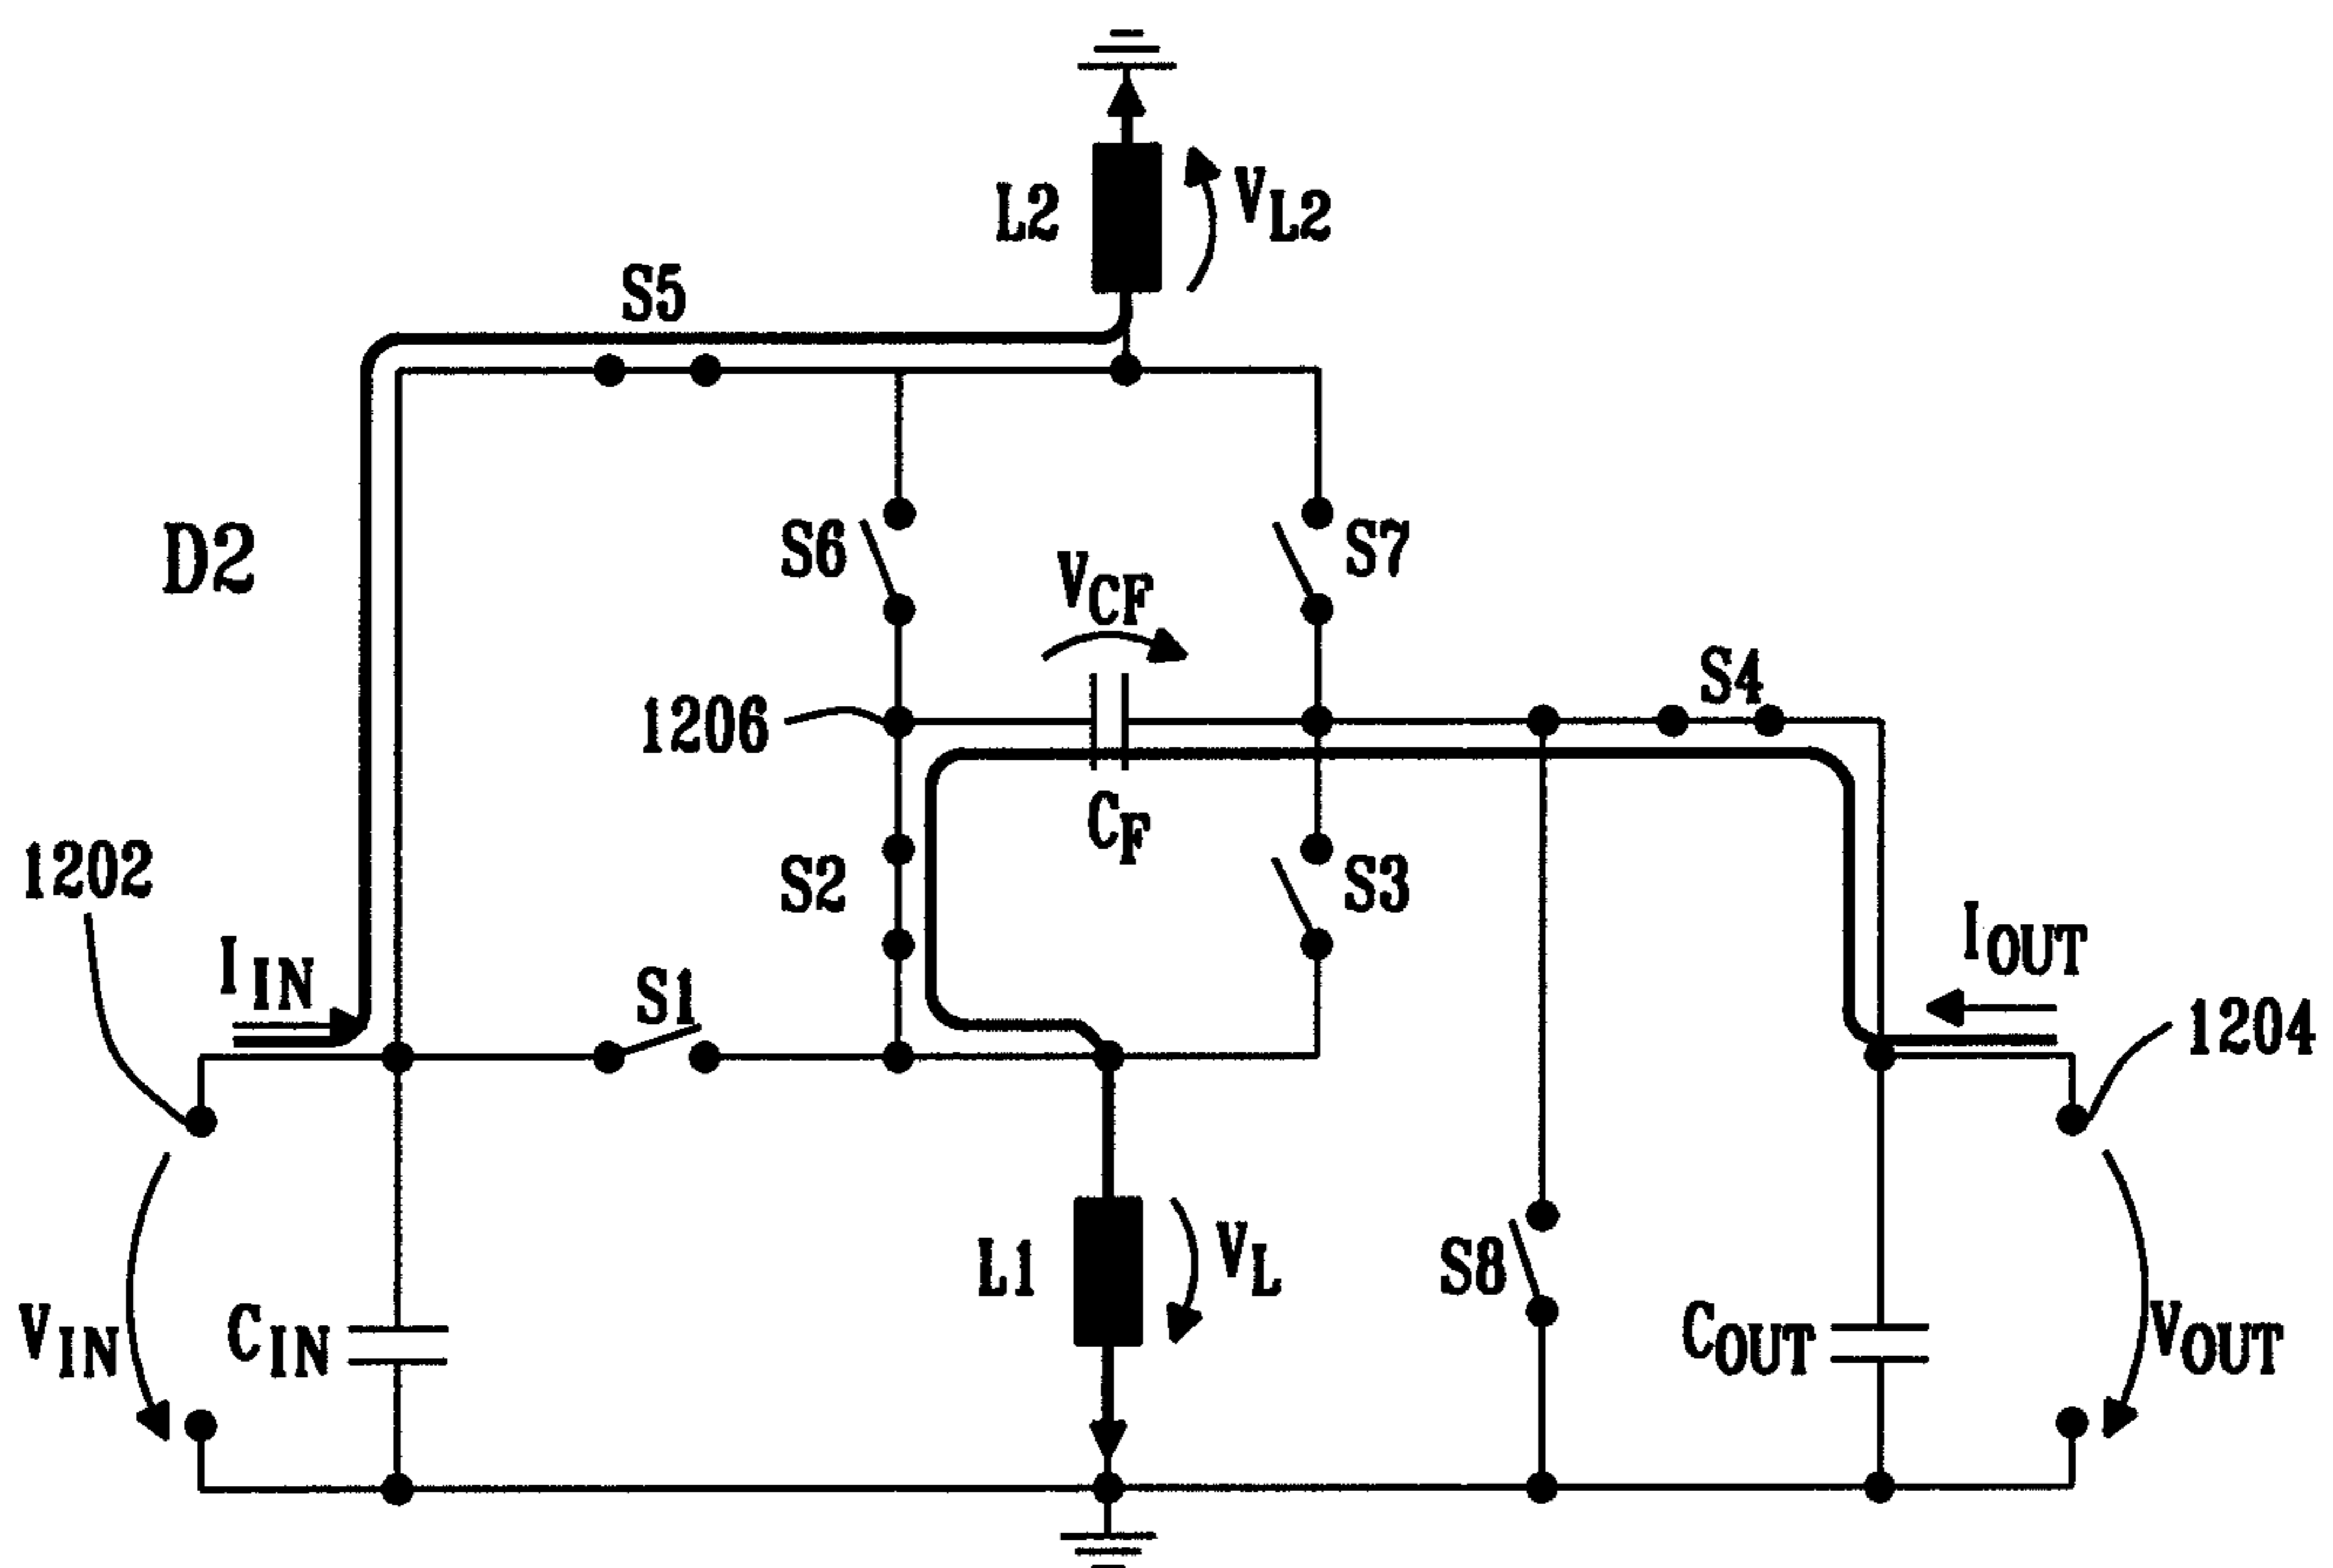 L2
VL2
S5
D2
S6
S7
VCF
S4
1206
CF
1202
S2
S3
IOUT
IIN
S1
1204
L1
VL
S8
VIN
CIN
COUT
VOUT